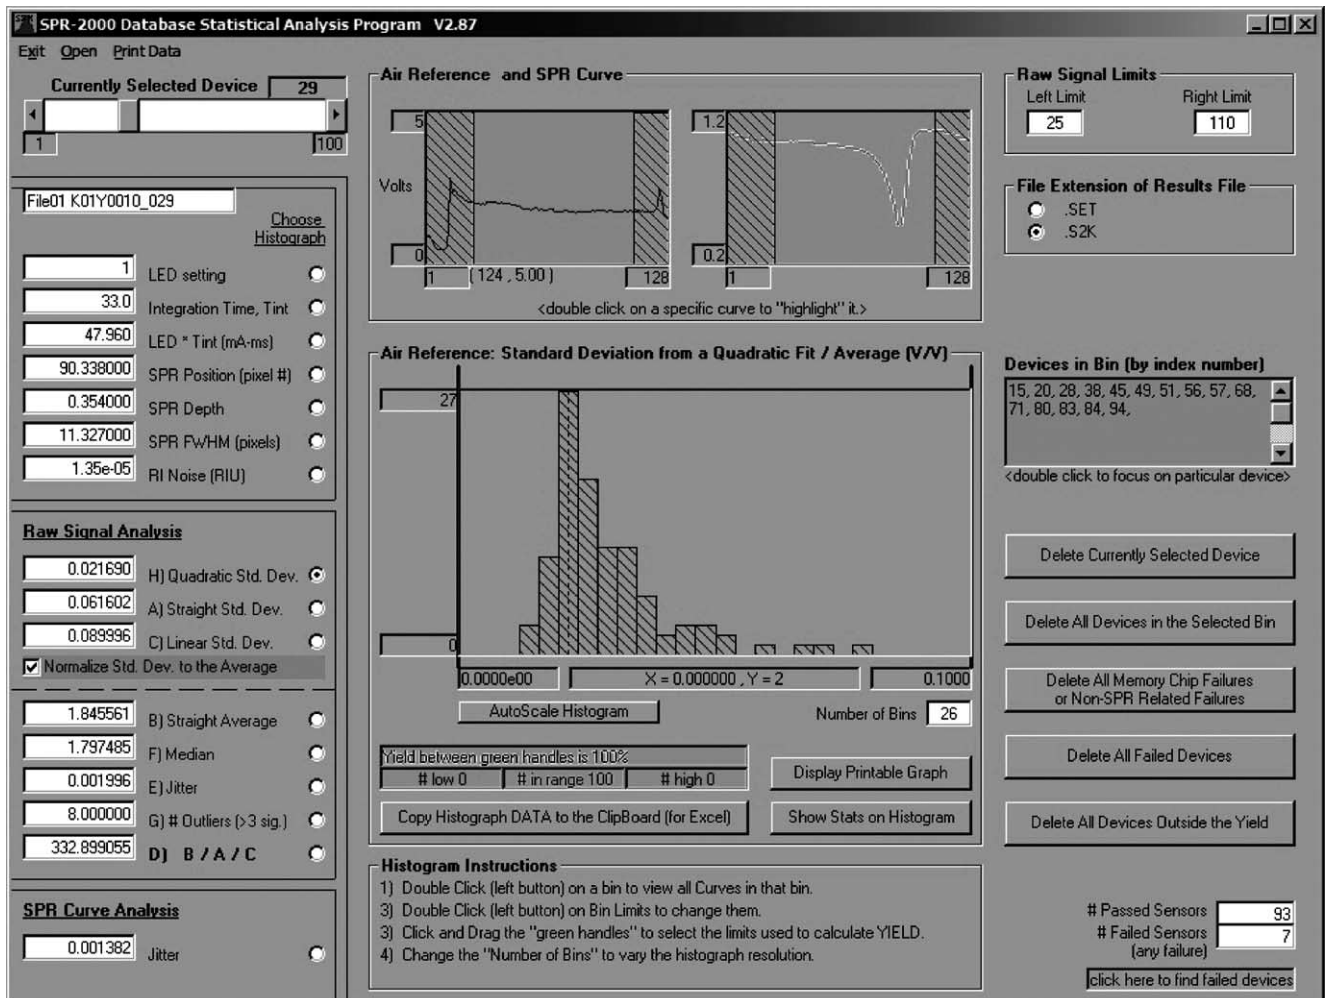 SPR-2000 Database Statistical Analysis Program V2.87
Exit Open Print Data
Currently Selected Device 29
1 100
File01 K01Y0010_029
Choose
Histograph
1 LED setting
33.0 Integration Time, Tint
47.960 LED * Tint (mA-ms)
90.338000 SPR Position (pixel #)
0.354000 SPR Depth
11.327000 SPR FWHM (pixels)
1.35e-05 RI Noise (RIU)
Raw Signal Analysis
0.021690 H) Quadratic Std. Dev.
0.061602 A) Straight Std. Dev.
0.089996 C) Linear Std. Dev.
Normalize Std. Dev. to the Average
1.845561 B) Straight Average
1.797485 F) Median
0.001996 E) Jitter
8.000000 G) # Outliers (>3 sig.)
332.899055 D) B / A / C
SPR Curve Analysis
0.001382 Jitter
Air Reference and SPR Curve
5
Volts
0
1 (124 , 5.00 ) 128
1.2
0.2
1 128
<double click on a specific curve to "highlight" it.>
Air Reference: Standard Deviation from a Quadratic Fit / Average (V/V)
27
0
0.0000e00 X = 0.000000 , Y = 2 0.1000
AutoScale Histogram Number of Bins 26
Yield between green handles is 100%
# low 0 # in range 100 # high 0
Display Printable Graph
Copy Histograph DATA to the ClipBoard (for Excel) Show Stats on Histogram
Histogram Instructions
1) Double Click (left button) on a bin to view all Curves in that bin.
3) Double Click (left button) on Bin Limits to change them.
3) Click and Drag the "green handles" to select the limits used to calculate YIELD.
4) Change the "Number of Bins" to vary the histograph resolution.
Raw Signal Limits
Left Limit Right Limit
25 110
File Extension of Results File
.SET
.S2K
Devices in Bin (by index number)
15, 20, 28, 38, 45, 49, 51, 56, 57, 68,
71, 80, 83, 84, 94,
<double click to focus on particular device>
Delete Currently Selected Device
Delete All Devices in the Selected Bin
Delete All Memory Chip Failures
or Non-SPR Related Failures
Delete All Failed Devices
Delete All Devices Outside the Yield
# Passed Sensors 93
# Failed Sensors 7
(any failure)
click here to find failed devices